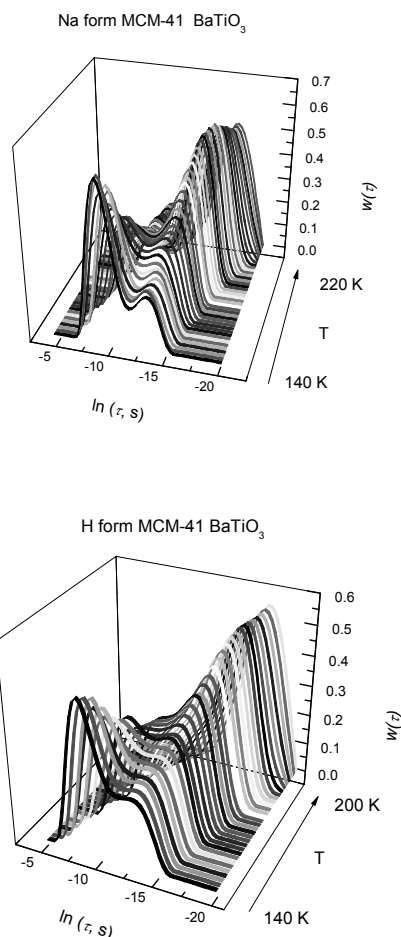 Na form MCM-41 BaTiO₃
0.7
0.6
0.5
0.4
0.3
0.2
0.1
0.0
w(τ)
220 K
T
140 K
-5
-10
-15
-20
ln (τ, s)
H form MCM-41 BaTiO₃
0.6
0.5
0.4
0.3
0.2
0.1
0.0
w(τ)
200 K
T
140 K
-5
-10
-15
-20
ln (τ, s)